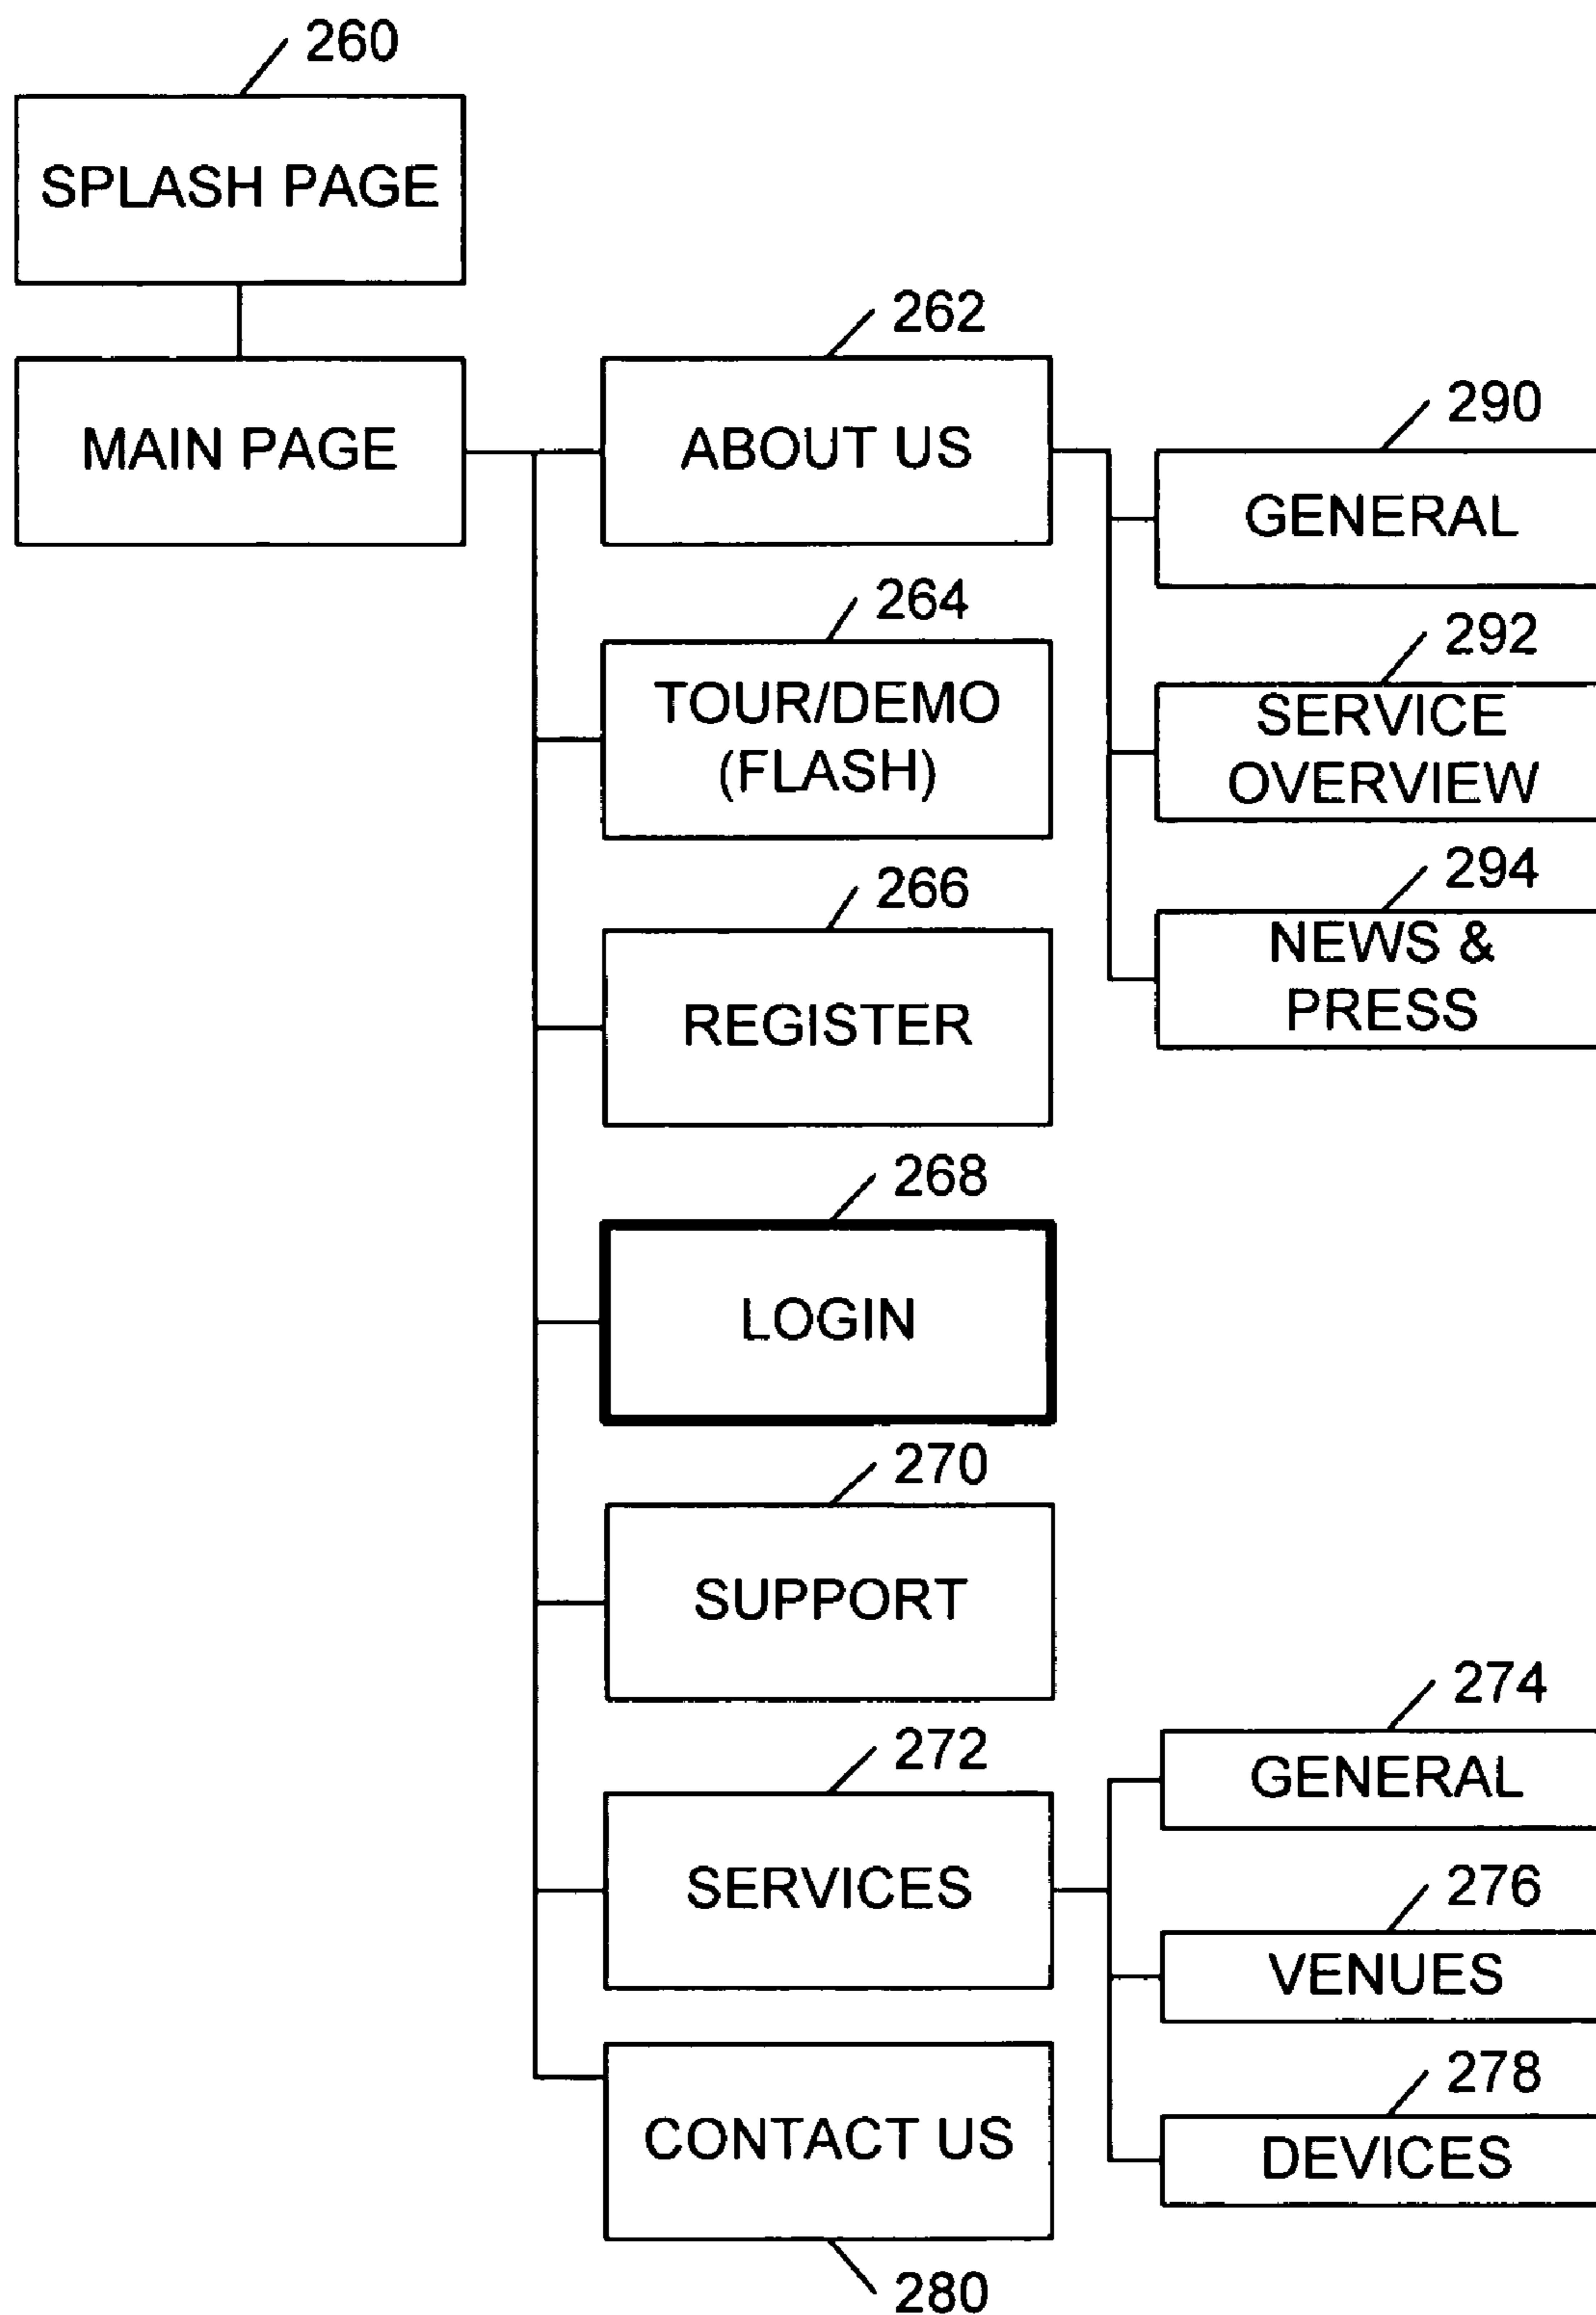 260
SPLASH PAGE
MAIN PAGE
262
ABOUT US
290
GENERAL
292
SERVICE
OVERVIEW
294
NEWS &
PRESS
264
TOUR/DEMO
(FLASH)
266
REGISTER
268
LOGIN
270
SUPPORT
272
SERVICES
274
GENERAL
276
VENUES
278
DEVICES
CONTACT US
280